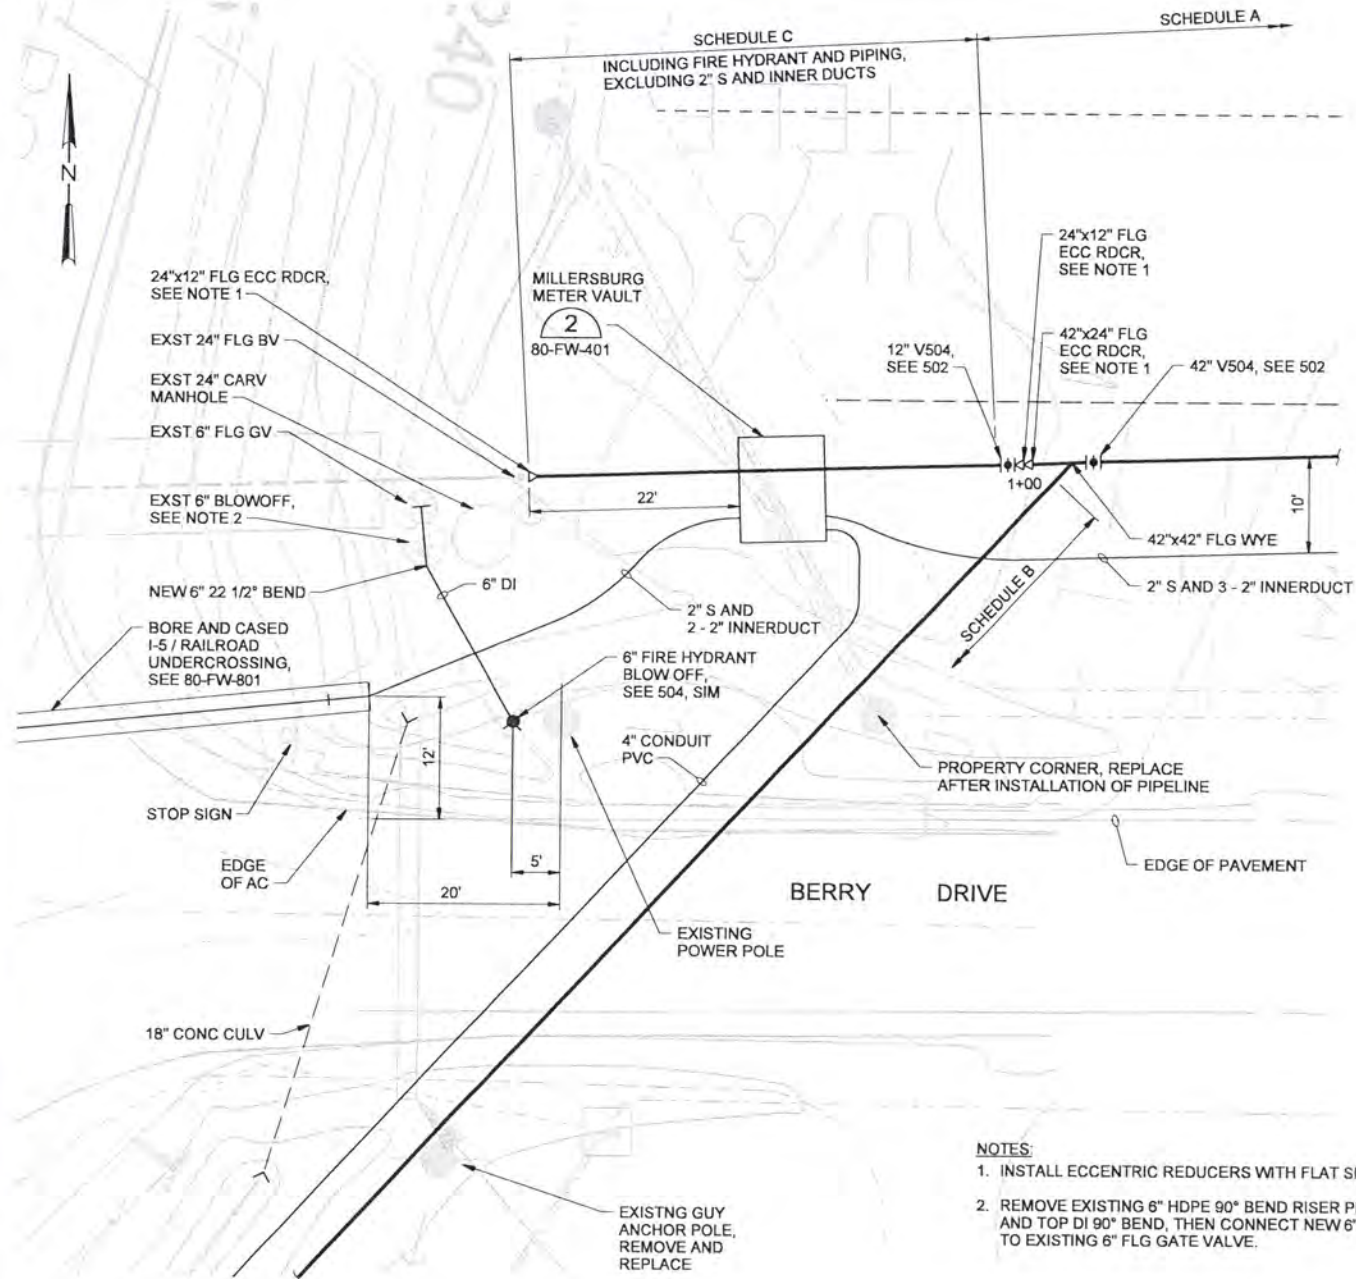 SCHEDULE C
SCHEDULE A
INCLUDING FIRE HYDRANT AND PIPING,
EXCLUDING 2" S AND INNER DUCTS
N
24"x12" FLG ECC RDCR,
SEE NOTE 1
EXST 24" FLG BV
EXST 24" CARV
MANHOLE
EXST 6" FLG GV
EXST 6" BLOWOFF,
SEE NOTE 2
NEW 6" 22 1/2° BEND
BORE AND CASED
I-5 / RAILROAD
UNDERCROSSING,
SEE 80-FW-801
STOP SIGN
EDGE
OF AC
18" CONC CULV
MILLERSBURG
METER VAULT
2
80-FW-401
22'
6" DI
2" S AND
2 - 2" INNERDUCT
6" FIRE HYDRANT
BLOW OFF,
SEE 504, SIM
4" CONDUIT
PVC
12'
5'
20'
EXISTING
POWER POLE
EXISTNG GUY
ANCHOR POLE,
REMOVE AND
REPLACE
24"x12" FLG
ECC RDCR,
SEE NOTE 1
12" V504,
SEE 502
42"x24" FLG
ECC RDCR,
SEE NOTE 1
42" V504, SEE 502
1+00
10'
42"x42" FLG WYE
2" S AND 3 - 2" INNERDUCT
SCHEDULE B
PROPERTY CORNER, REPLACE
AFTER INSTALLATION OF PIPELINE
EDGE OF PAVEMENT
BERRY DRIVE
NOTES:
1. INSTALL ECCENTRIC REDUCERS WITH FLAT
2. REMOVE EXISTING 6" HDPE 90° BEND RISER
AND TOP DI 90° BEND, THEN CONNECT NEW 6"
TO EXISTING 6" FLG GATE VALVE.